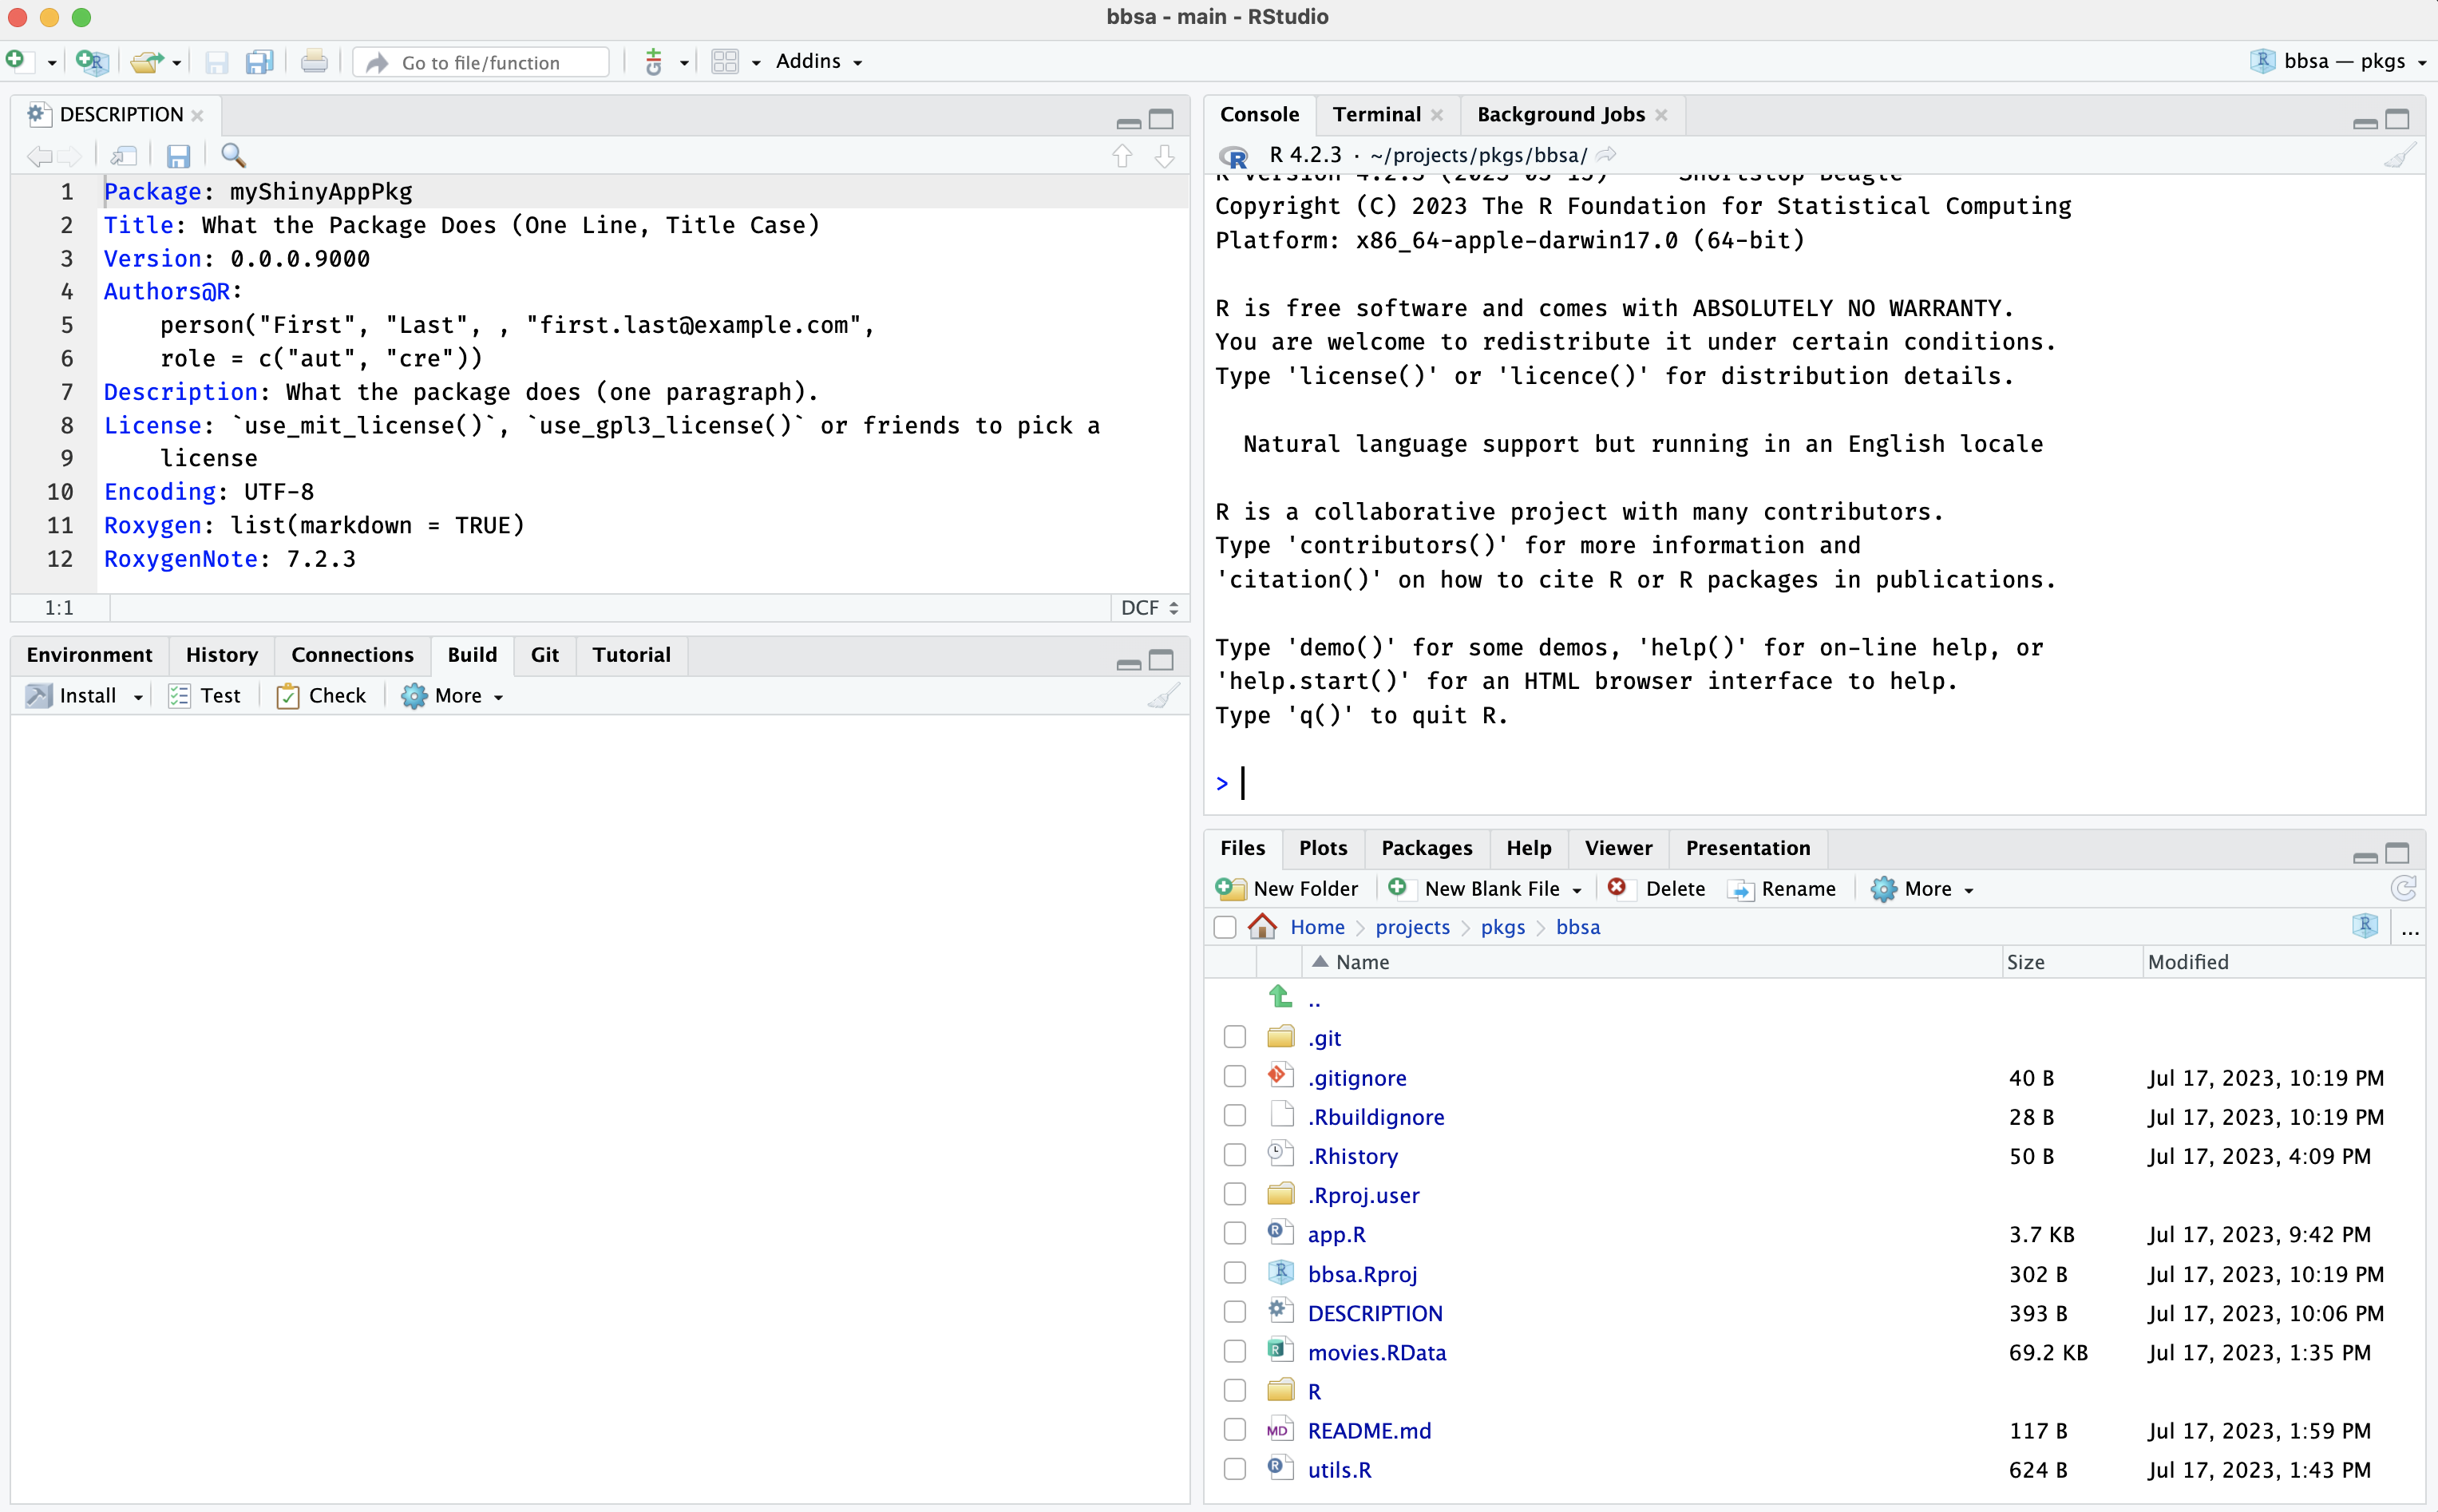 bbsa - main - RStudio
Go to file/function
Addins
bbsa — pkgs
DESCRIPTION
1 Package: myShinyAppPkg
2 Title: What the Package Does (One Line, Title Case)
3 Version: 0.0.0.9000
4 Authors@R:
5 person("First", "Last", , "first.last@example.com",
6 role = c("aut", "cre"))
7 Description: What the package does (one paragraph).
8 License: `use_mit_license()`, `use_gpl3_license()` or friends to pick a
9 license
10 Encoding: UTF-8
11 Roxygen: list(markdown = TRUE)
12 RoxygenNote: 7.2.3
1:1 DCF
Environment History Connections Build Git Tutorial
Install Test Check More
Console Terminal Background Jobs
R 4.2.3 · ~/projects/pkgs/bbsa/
Copyright (C) 2023 The R Foundation for Statistical Computing
Platform: x86_64-apple-darwin17.0 (64-bit)
R is free software and comes with ABSOLUTELY NO WARRANTY.
You are welcome to redistribute it under certain conditions.
Type 'license()' or 'licence()' for distribution details.
Natural language support but running in an English locale
R is a collaborative project with many contributors.
Type 'contributors()' for more information and
'citation()' on how to cite R or R packages in publications.
Type 'demo()' for some demos, 'help()' for on-line help, or
'help.start()' for an HTML browser interface to help.
Type 'q()' to quit R.
>
Files Plots Packages Help Viewer Presentation
New Folder New Blank File Delete Rename More
Home projects pkgs bbsa ...
Name Size Modified
..
.git
.gitignore 40 B Jul 17, 2023, 10:19 PM
.Rbuildignore 28 B Jul 17, 2023, 10:19 PM
.Rhistory 50 B Jul 17, 2023, 4:09 PM
.Rproj.user
app.R 3.7 KB Jul 17, 2023, 9:42 PM
bbsa.Rproj 302 B Jul 17, 2023, 10:19 PM
DESCRIPTION 393 B Jul 17, 2023, 10:06 PM
movies.RData 69.2 KB Jul 17, 2023, 1:35 PM
R
README.md 117 B Jul 17, 2023, 1:59 PM
utils.R 624 B Jul 17, 2023, 1:43 PM